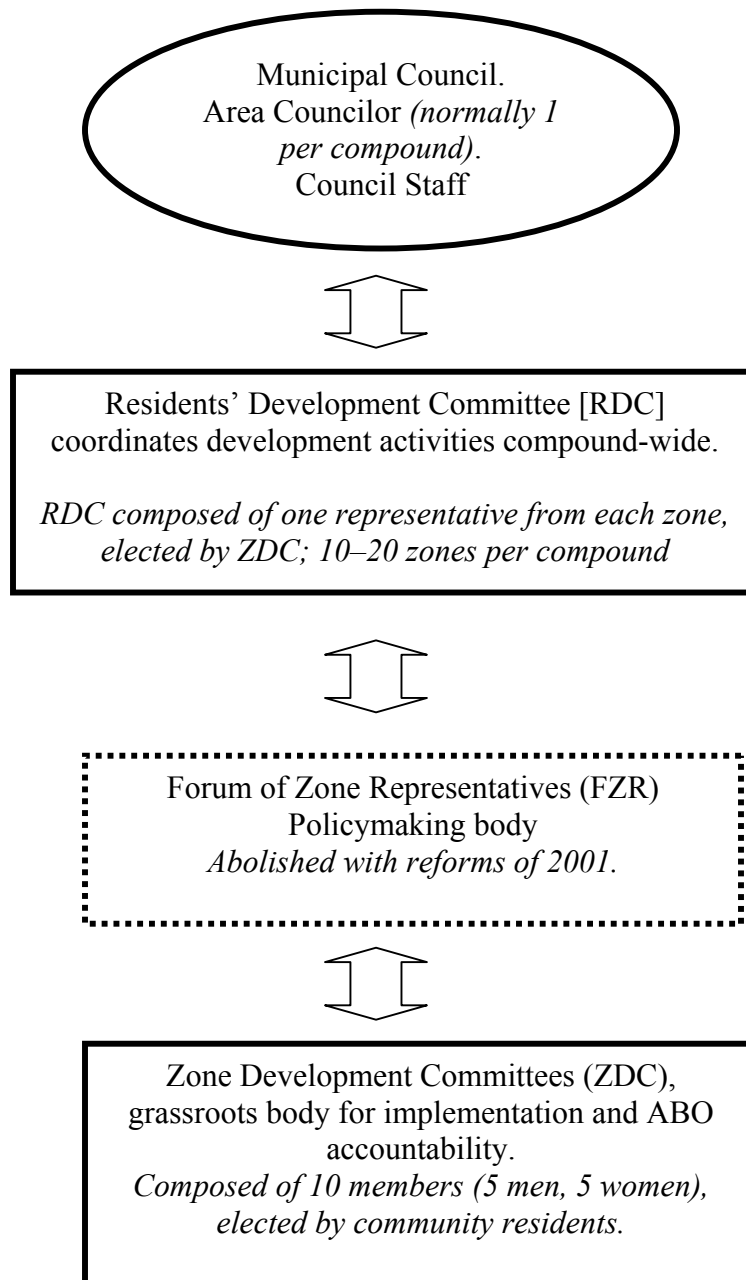 Municipal Council.
Area Councilor (normally 1
per compound).
Council Staff
Residents’ Development Committee [RDC]
coordinates development activities compound-wide.
RDC composed of one representative from each zone,
elected by ZDC; 10–20 zones per compound
Forum of Zone Representatives (FZR)
Policymaking body
Abolished with reforms of 2001.
Zone Development Committees (ZDC),
grassroots body for implementation and ABO
accountability.
Composed of 10 members (5 men, 5 women),
elected by community residents.